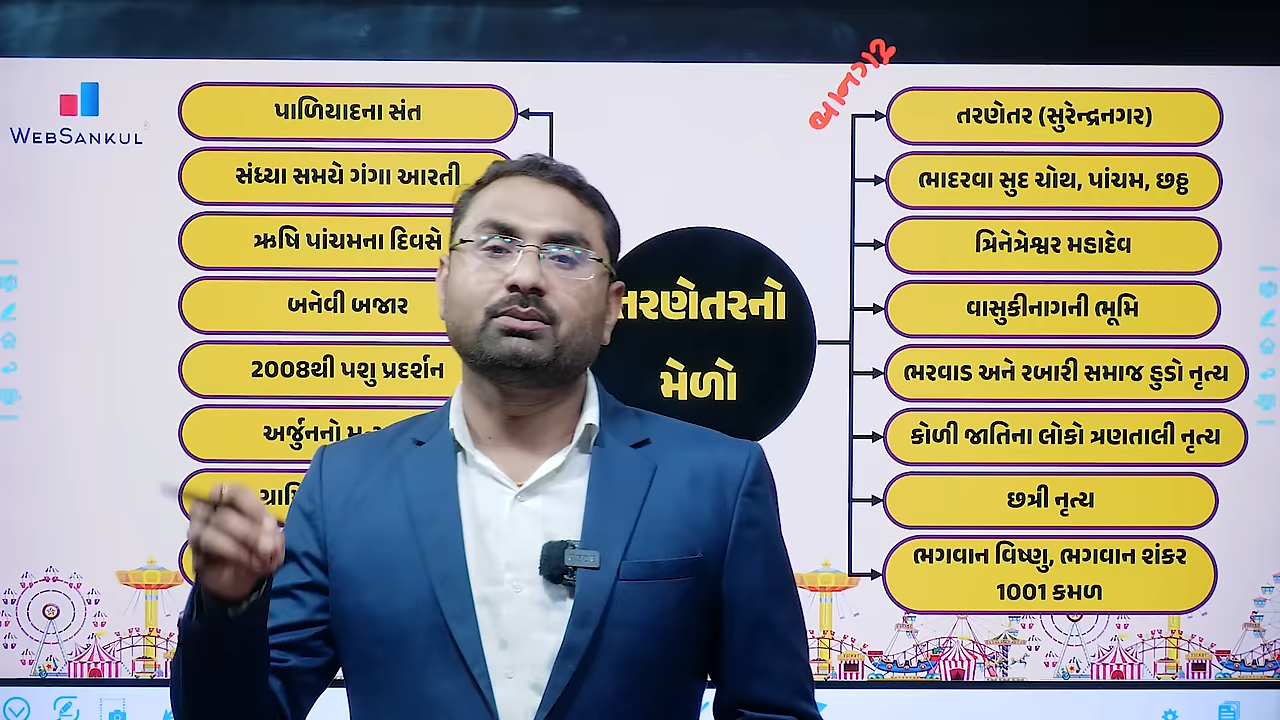 WEBSANKUL
પાળિયાદના સંત
સંધ્યા સમયે ગંગા આરતી
ઋષિ પાંચમના દિવસે
બનેવી બજાર
2008થી પશુ પ્રદર્શન
અર્જુનનો
તરણેતરનો
મેળો
તરણેતર (સુરેન્દ્રનગર)
ભાદરવા સુદ ચોથ, પાંચમ, છઠ્ઠ
ત્રિનેત્રેશ્વર મહાદેવ
વાસુકીનાગની ભૂમિ
ભરવાડ અને રબારી સમાજ હુડો નૃત્ય
કોળી જાતિના લોકો ત્રણતાલી નૃત્ય
છત્રી નૃત્ય
ભગવાન વિષ્ણુ, ભગવાન શંકર
1001 કમળ